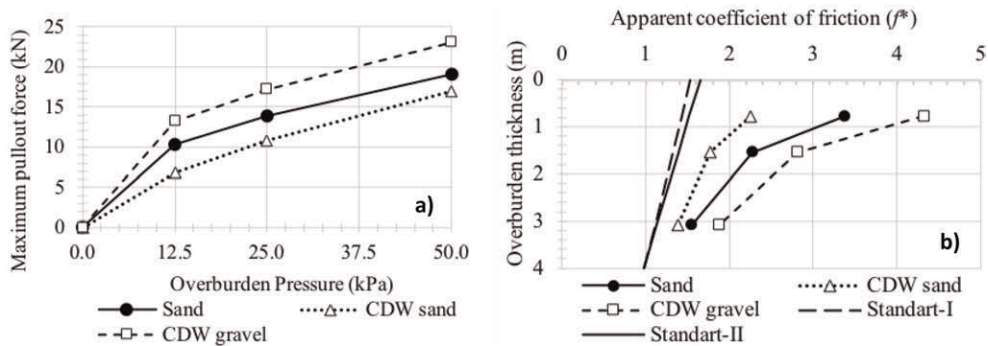 Maximum pullout force (kN)
25
20
15
10
5
0
0.0 12.5 25.0 37.5 50.0
Overburden Pressure (kPa)
a)
Sand CDW sand
CDW gravel
Apparent coefficient of friction (f*)
0 1 2 3 4 5
Overburden thickness (m)
0
1
2
3
4
b)
Sand CDW sand
CDW gravel Standart-I
Standart-II